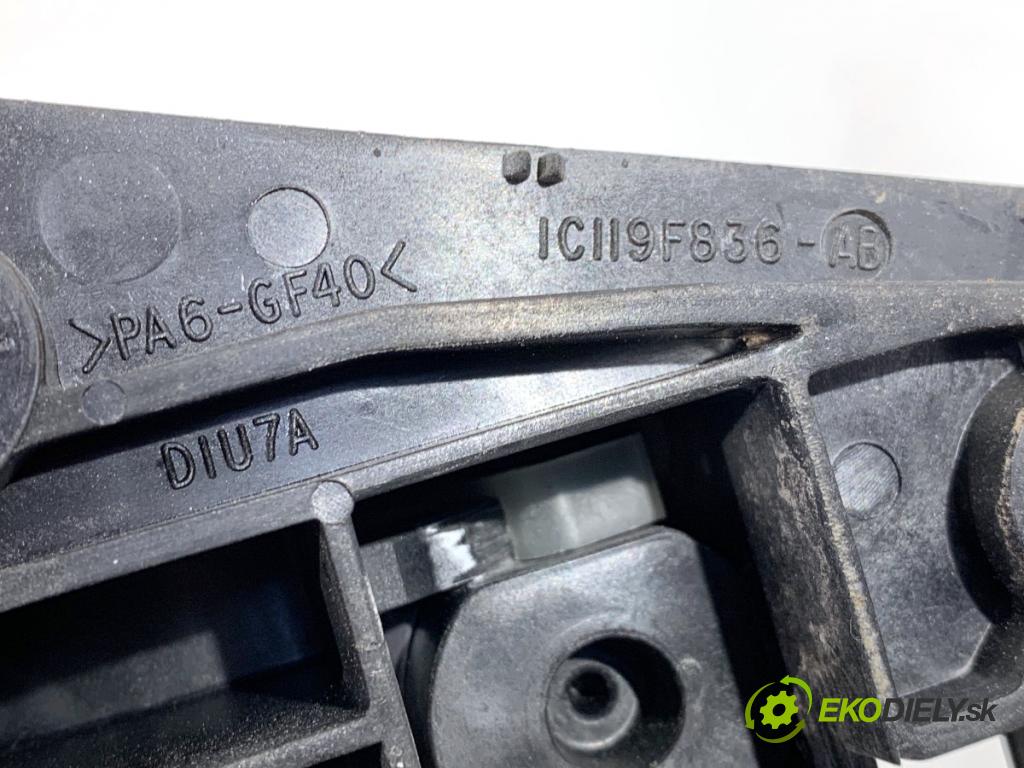 1C119F836-AB
>PA6-GF40<
D1U7A
EKODIELY.sk